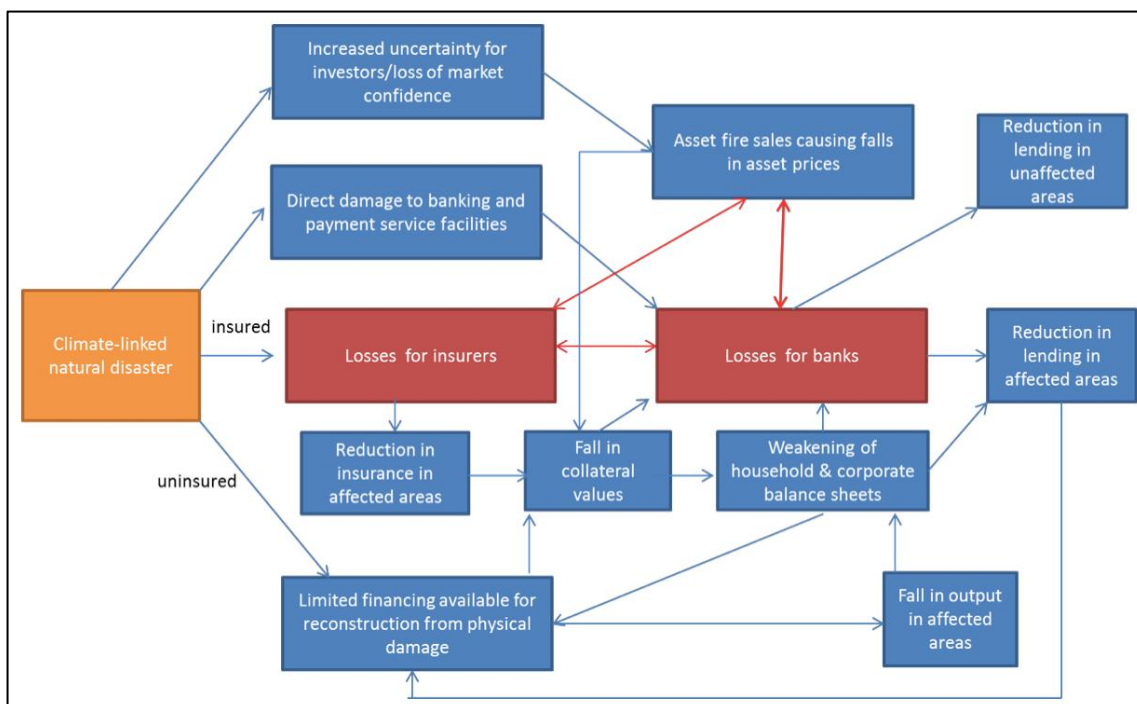 Increased uncertainty for
investors/loss of market
confidence
Asset fire sales causing falls
in asset prices
Reduction in
lending in
unaffected
areas
Direct damage to banking and
payment service facilities
Climate-linked
natural disaster
insured
Losses for insurers
Losses for banks
Reduction in
lending in
affected areas
uninsured
Reduction in
insurance in
affected areas
Fall in
collateral
values
Weakening of
household & corporate
balance sheets
Limited financing available for
reconstruction from physical
damage
Fall in output
in affected
areas